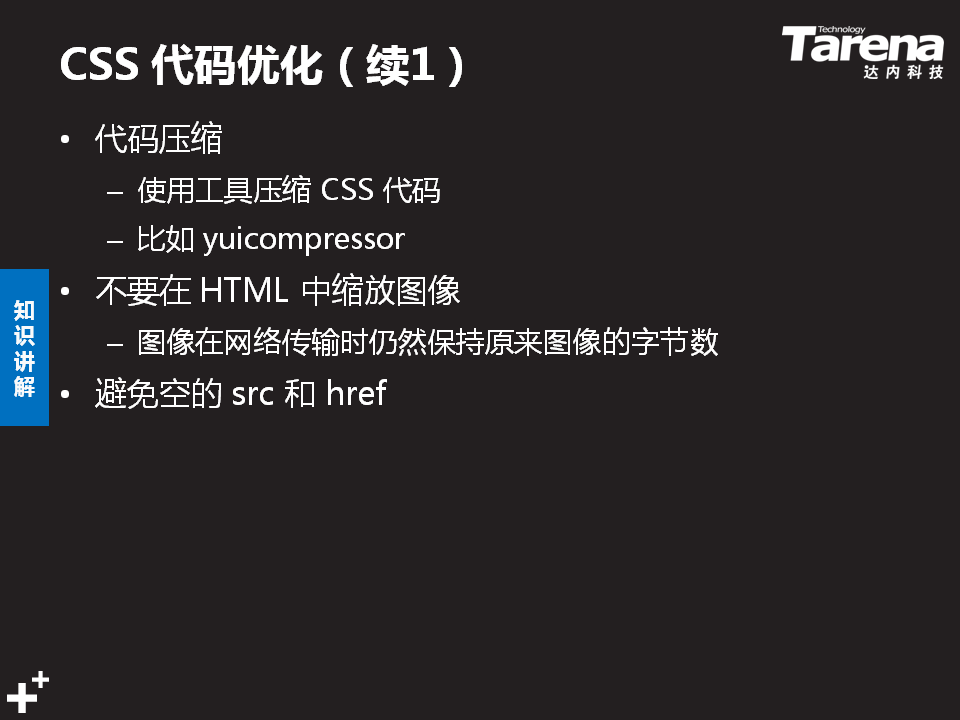 CSS 代码优化（续1）
Technology
Tarena
达内科技
• 代码压缩
– 使用工具压缩 CSS 代码
– 比如 yuicompressor
• 不要在 HTML 中缩放图像
– 图像在网络传输时仍然保持原来图像的字节数
• 避免空的 src 和 href
知识讲解